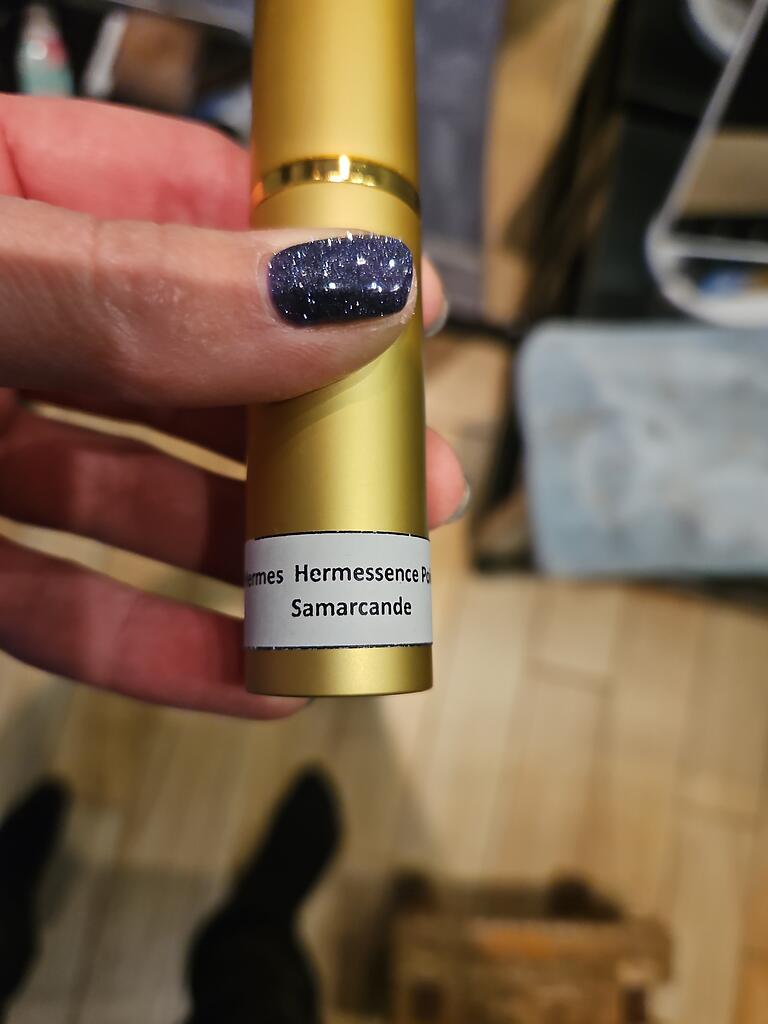 ermes Hermessence Po
Samarcande